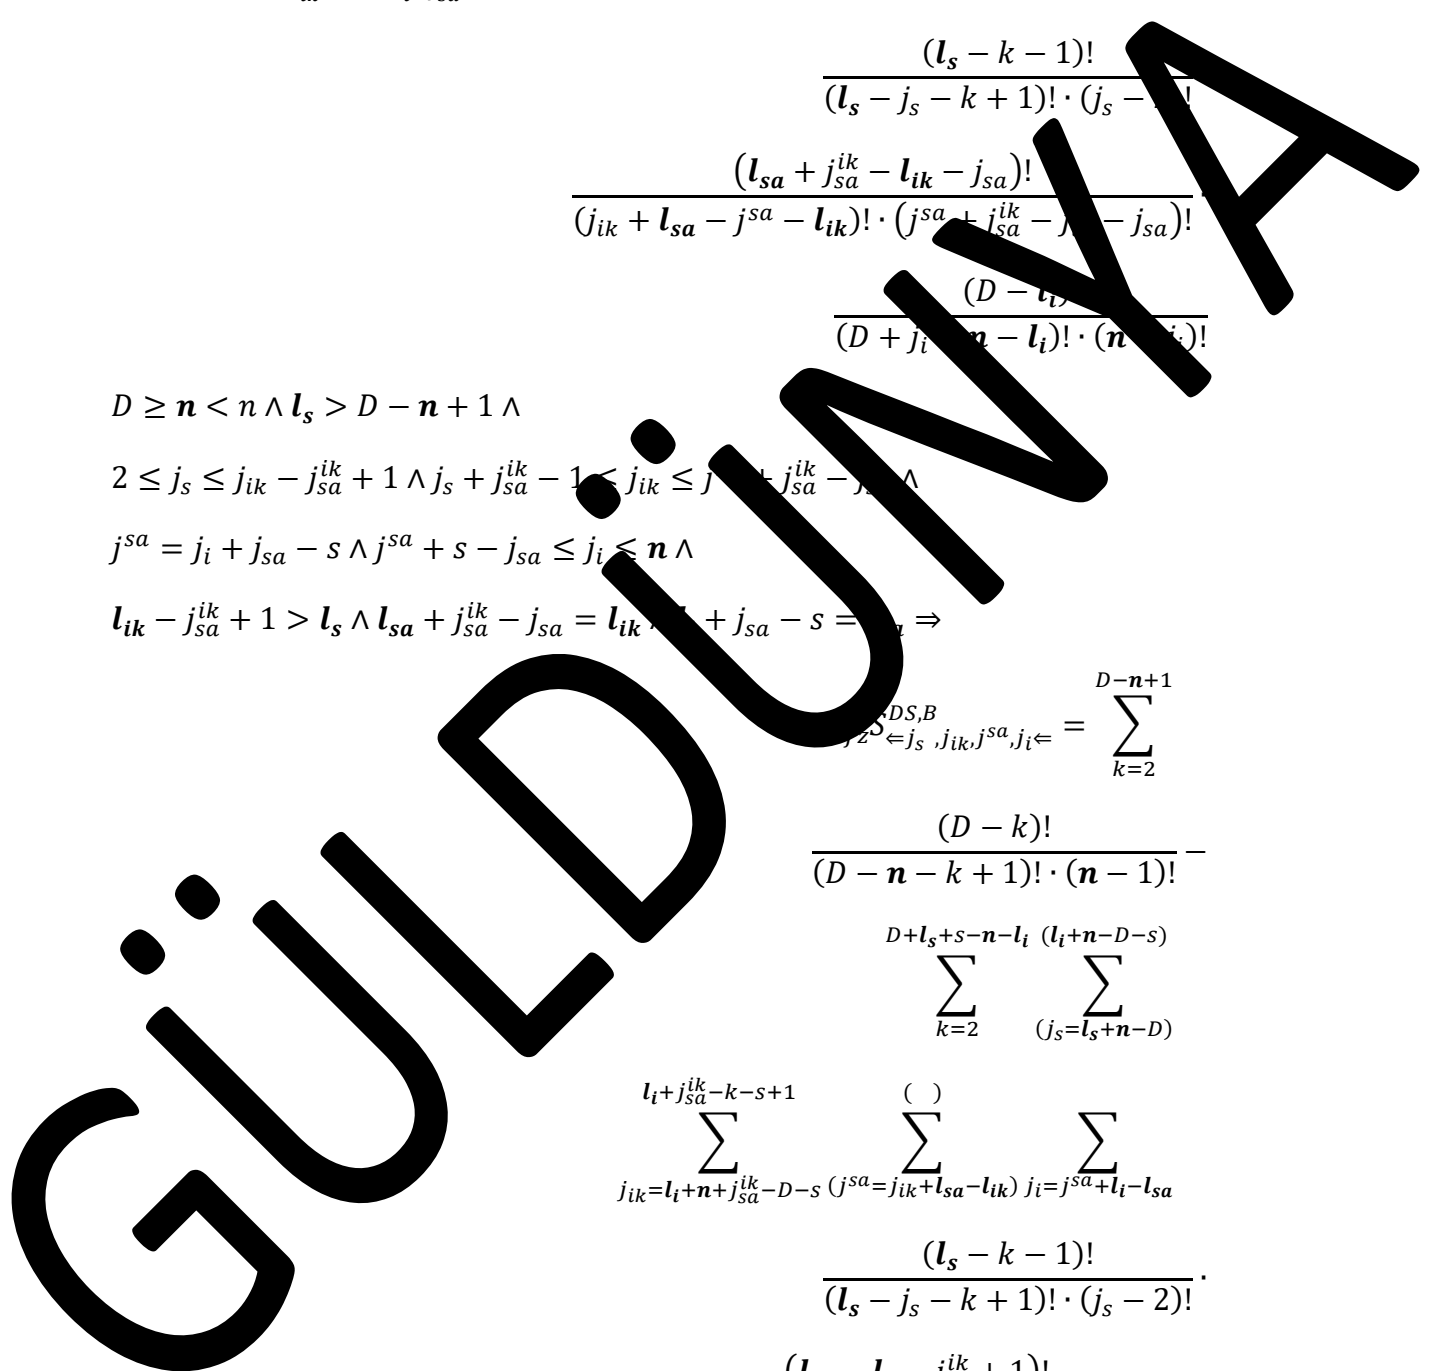 (l_s − k − 1)!
(l_s − j_s − k + 1)! · (j_s − !
(l_sa + j_sa^ik − l_ik − j_sa)!
(j_ik + l_sa − j^sa − l_ik)! · (j^sa + j_sa^ik − j − j_sa)!
(D − l_i)
(D + j_i n − l_i)! · (n j_i)!
D ≥ n < n ∧ l_s > D − n + 1 ∧
2 ≤ j_s ≤ j_ik − j_sa^ik + 1 ∧ j_s + j_sa^ik − 1 ≤ j_ik ≤ j + j_sa^ik − j ∧
j^sa = j_i + j_sa − s ∧ j^sa + s − j_sa ≤ j_i ≤ n ∧
l_ik − j_sa^ik + 1 > l_s ∧ l_sa + j_sa^ik − j_sa = l_ik + j_sa − s = ⇒
_z S_{⇐j_s ,j_ik,j^sa,j_i⇐}^{DS,B} = ∑_{k=2}^{D−n+1}
(D − k)!
(D − n − k + 1)! · (n − 1)! −
∑_{k=2}^{D+l_s+s−n−l_i} ∑_{(j_s=l_s+n−D)}^{(l_i+n−D−s)}
∑_{j_ik=l_i+n+j_sa^ik−D−s}^{l_i+j_sa^ik−k−s+1} ∑_{(j^sa=j_ik+l_sa−l_ik)}^{( )} ∑_{j_i=j^sa+l_i−l_sa}
(l_s − k − 1)!
(l_s − j_s − k + 1)! · (j_s − 2)! ·
GÜLDÜNYA